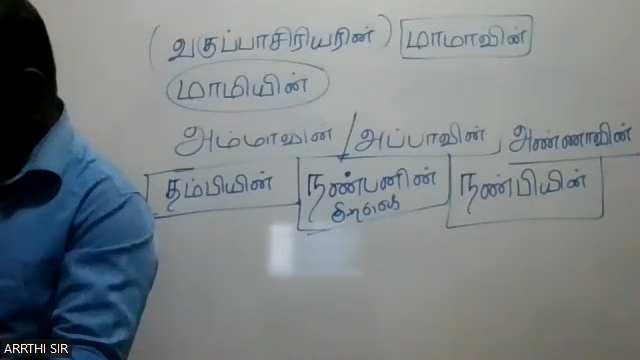 (வகுப்பாசிரியரின்) மாமாவின்
மாமியின்
அம்மாவின் / அப்பாவின், அண்ணாவின்
தம்பியின் நண்பனின் நண்பியின்
ARRTHI SIR